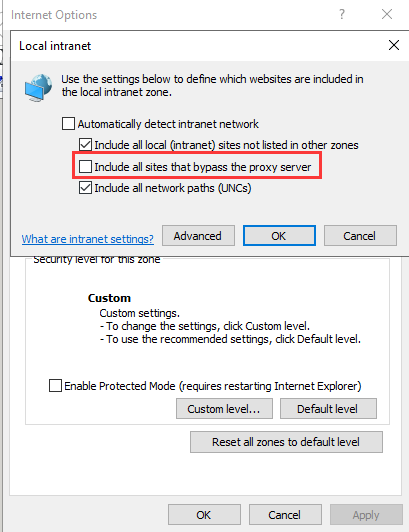 Internet Options
?
Local intranet
Use the settings below to define which websites are included in
the local intranet zone.
Automatically detect intranet network
Include all local (intranet) sites not listed in other zones
Include all sites that bypass the proxy server
Include all network paths (UNCs)
What are intranet settings?
Advanced
OK
Cancel
Security level for this zone
Custom
Custom settings.
- To change the settings, click Custom level.
- To use the recommended settings, click Default level.
Enable Protected Mode (requires restarting Internet Explorer)
Custom level...
Default level
Reset all zones to default level
OK
Cancel
Apply